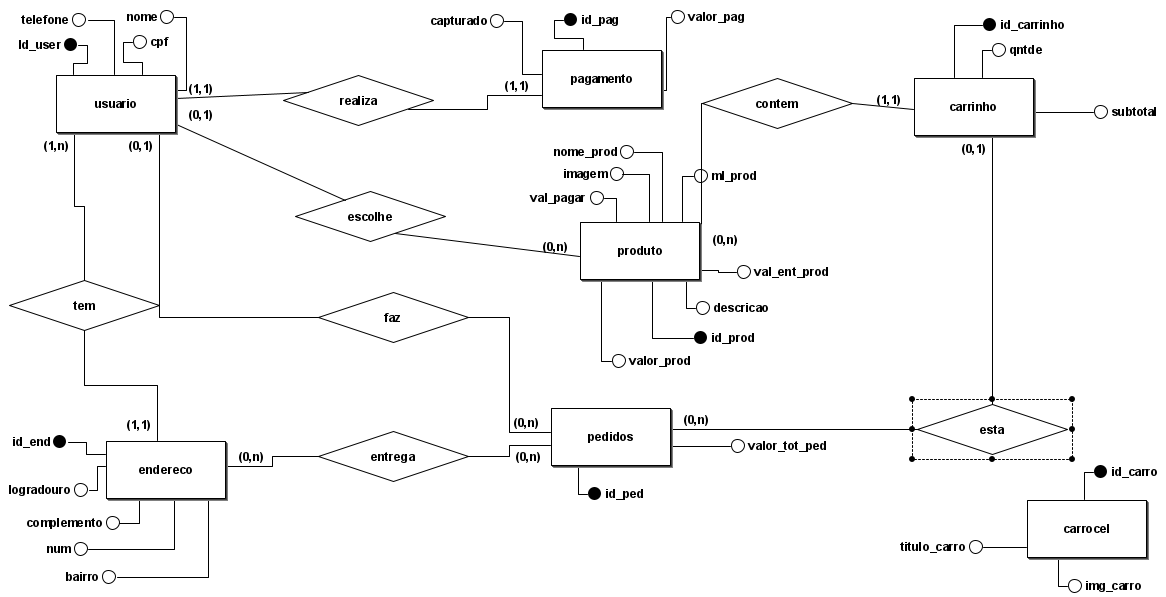 telefone
nome
Id_user
cpf
usuario
(1,1)
(0,1)
(1,n)
(0,1)
realiza
capturado
id_pag
valor_pag
(1,1)
pagamento
contem
(1,1)
id_carrinho
qntde
carrinho
subtotal
(0,1)
nome_prod
imagem
val_pagar
ml_prod
escolhe
(0,n)
produto
(0,n)
val_ent_prod
descricao
id_prod
valor_prod
tem
faz
(1,1)
(0,n)
(0,n)
id_end
endereco
(0,n)
entrega
(0,n)
pedidos
valor_tot_ped
esta
logradouro
complemento
num
bairro
id_ped
id_carro
carrocel
titulo_carro
img_carro